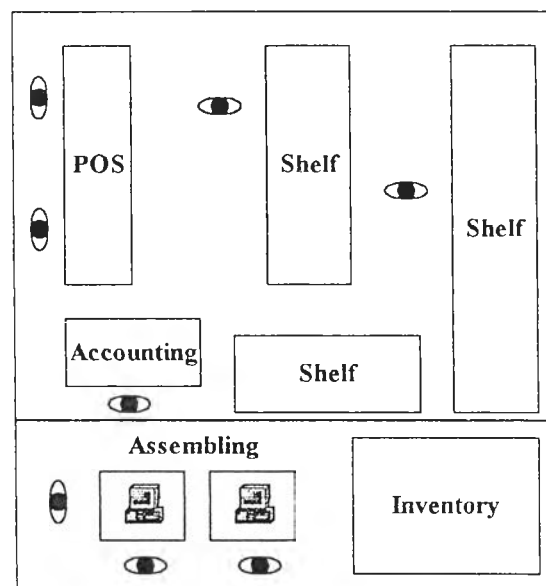 POS
Shelf
Shelf
Accounting
Shelf
Assembling
Inventory